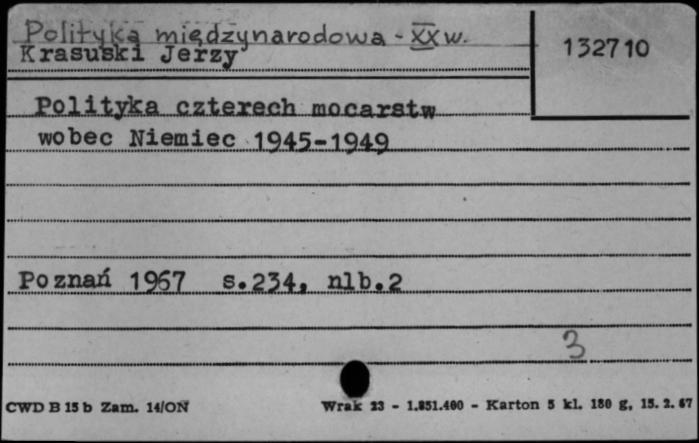 Polityka międzynarodowa - XX w.
Krasuski Jerzy
132710
Polityka czterech mocarstw
wobec Niemiec 1945-1949
Poznań 1967 s.234, nlb.2
3
CWD B 15 b Zam. 14/ON
Wrak 23 - 1.851.400 - Karton 5 kl. 180 g, 15. 2. 67